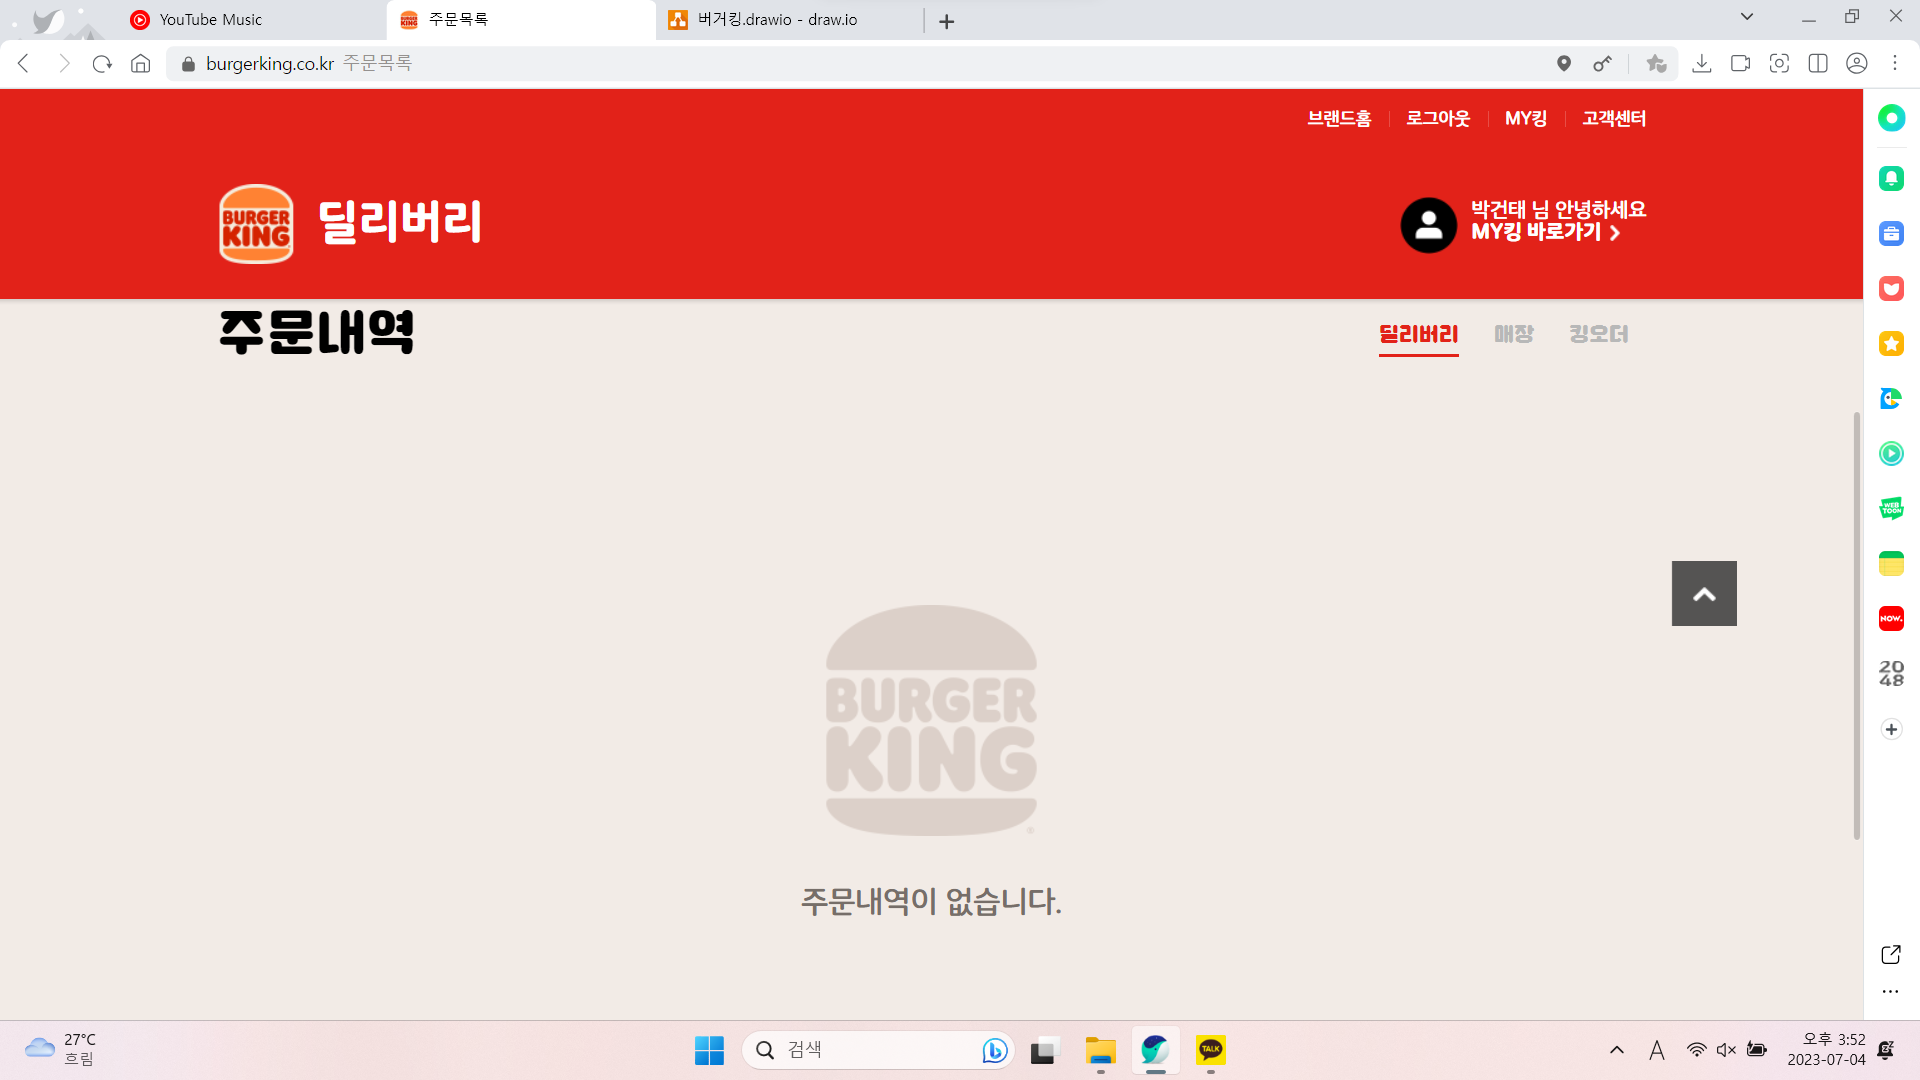 YouTube Music
주문목록
버거킹.drawio - draw.io
burgerking.co.kr 주문목록
브랜드홈
로그아웃
MY킹
고객센터
BURGER KING
딜리버리
박건태 님 안녕하세요
MY킹 바로가기
주문내역
딜리버리
매장
킹오더
BURGER
KING
주문내역이 없습니다.
WEB
TOON
NOW.
20
48
27°C
흐림
검색
TALK
A
오후 3:52
2023-07-04